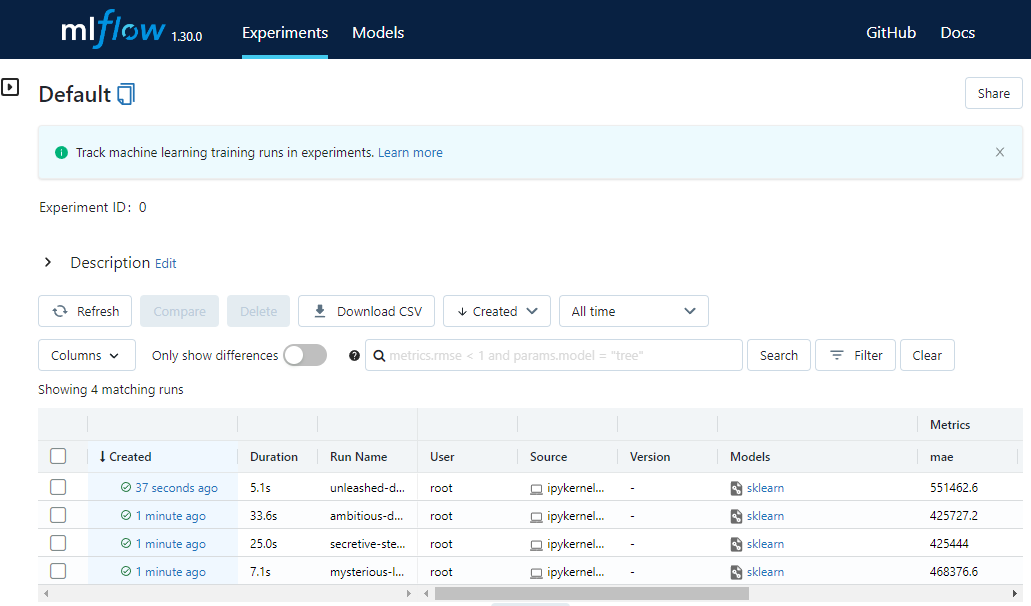 mlflow 1.30.0 Experiments Models GitHub Docs
Default Share
Track machine learning training runs in experiments. Learn more
Experiment ID: 0
Description Edit
Refresh Compare Delete Download CSV Created All time
Columns Only show differences metrics.rmse < 1 and params.model = "tree" Search Filter Clear
Showing 4 matching runs
Metrics
Created Duration Run Name User Source Version Models mae
37 seconds ago 5.1s unleashed-d... root ipykernel... - sklearn 551462.6
1 minute ago 33.6s ambitious-d... root ipykernel... - sklearn 425727.2
1 minute ago 25.0s secretive-ste... root ipykernel... - sklearn 425444
1 minute ago 7.1s mysterious-l... root ipykernel... - sklearn 468376.6